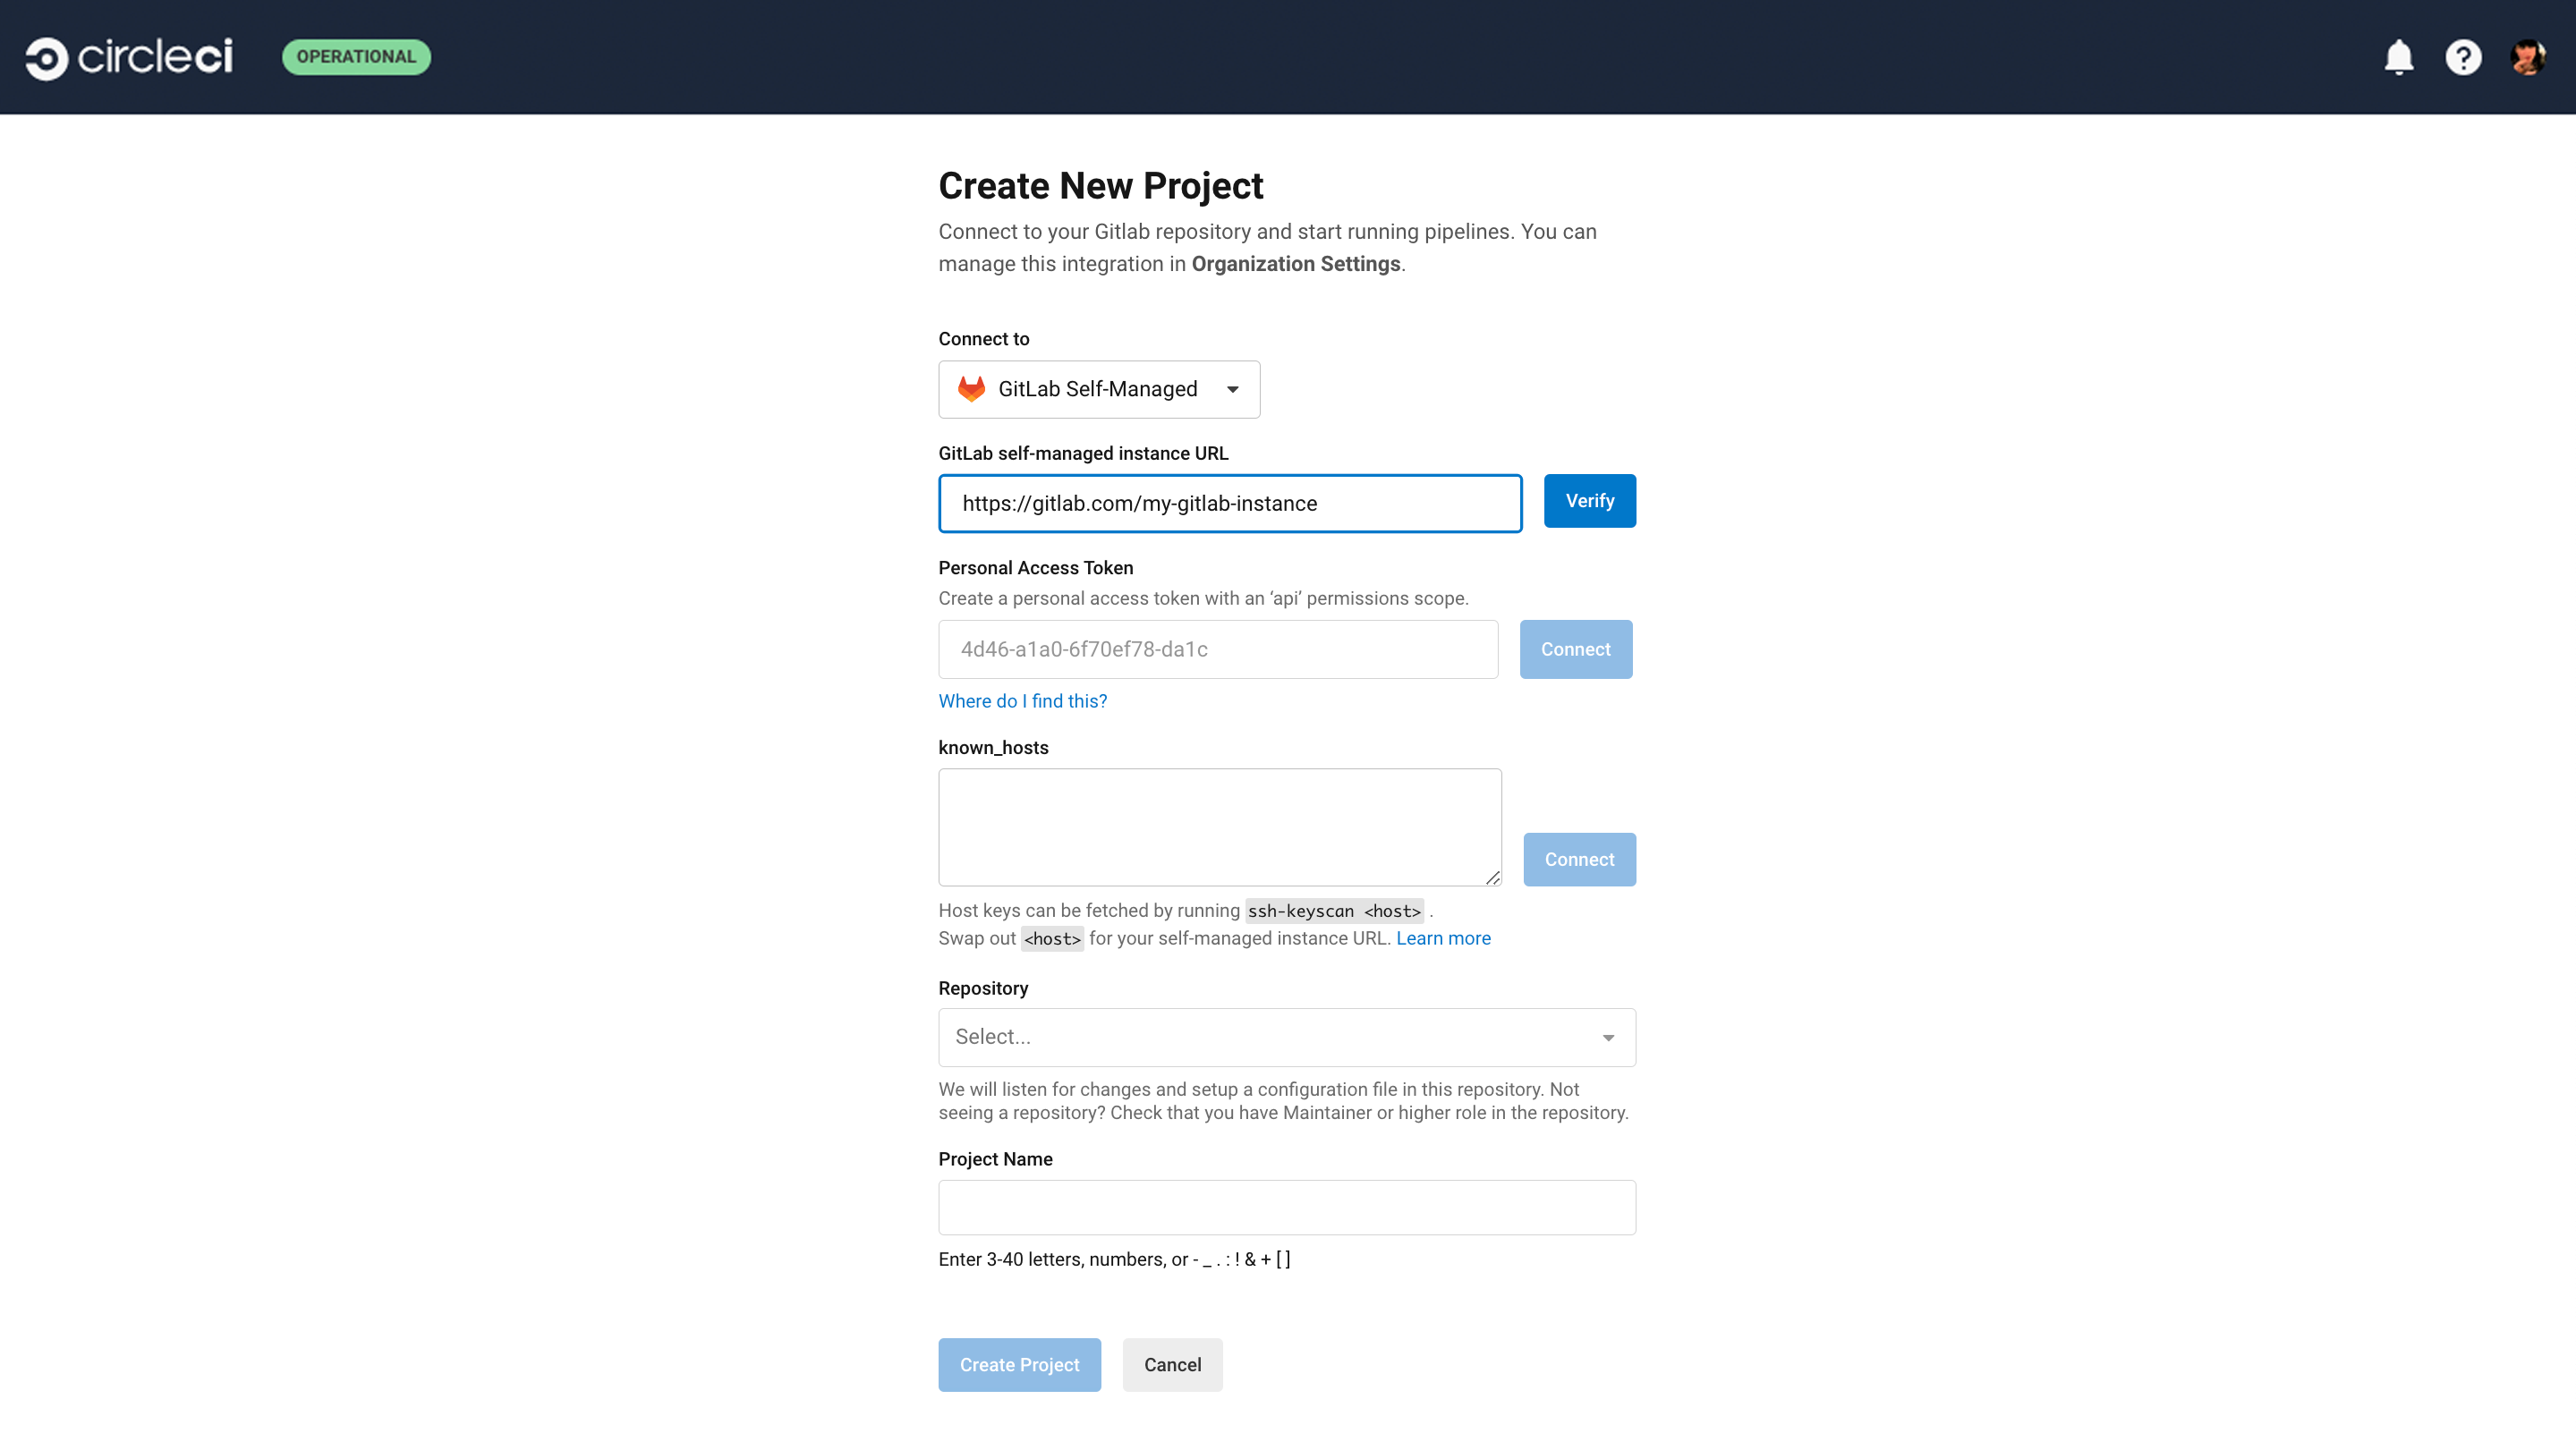 circleci OPERATIONAL
Create New Project
Connect to your Gitlab repository and start running pipelines. You can
manage this integration in Organization Settings.
Connect to
GitLab Self-Managed
GitLab self-managed instance URL
https://gitlab.com/my-gitlab-instance Verify
Personal Access Token
Create a personal access token with an ‘api’ permissions scope.
4d46-a1a0-6f70ef78-da1c Connect
Where do I find this?
known_hosts
Connect
Host keys can be fetched by running ssh-keyscan <host> .
Swap out <host> for your self-managed instance URL. Learn more
Repository
Select...
We will listen for changes and setup a configuration file in this repository. Not
seeing a repository? Check that you have Maintainer or higher role in the repository.
Project Name
Enter 3-40 letters, numbers, or - _ . : ! & + [ ]
Create Project Cancel